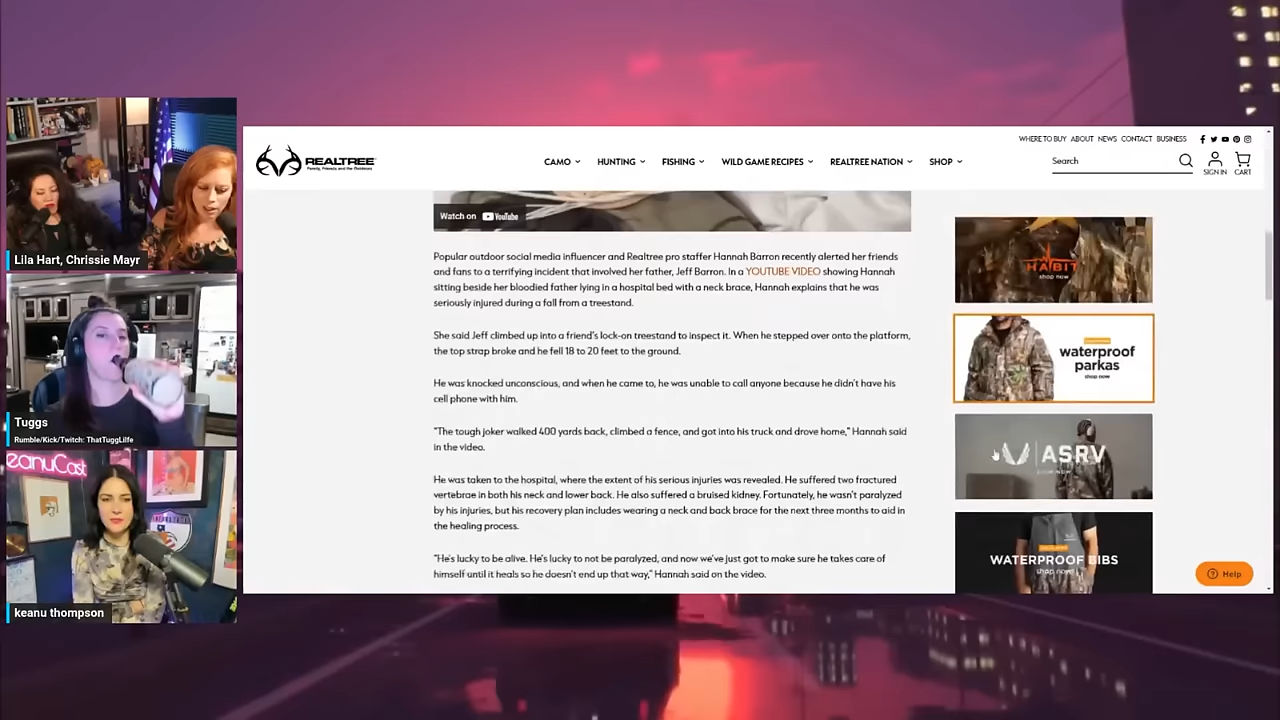 WHERE TO BUY ABOUT NEWS CONTACT BUSINESS
REALTREE
Family, Friends and the Outdoors
CAMO HUNTING FISHING WILD GAME RECIPES REALTREE NATION SHOP
Search
SIGN IN CART
Watch on YouTube
Popular outdoor social media influencer and Realtree pro staffer Hannah Barron recently alerted her friends
and fans to a terrifying incident that involved her father, Jeff Barron. In a YOUTUBE VIDEO showing Hannah
sitting beside her bloodied father lying in a hospital bed with a neck brace, Hannah explains that he was
seriously injured during a fall from a treestand.
She said Jeff climbed up into a friend's lock-on treestand to inspect it. When he stepped over onto the platform,
the top strap broke and he fell 18 to 20 feet to the ground.
He was knocked unconscious, and when he came to, he was unable to call anyone because he didn't have his
cell phone with him.
"The tough joker walked 400 yards back, climbed a fence, and got into his truck and drove home," Hannah said
in the video.
He was taken to the hospital, where the extent of his serious injuries was revealed. He suffered two fractured
vertebrae in both his neck and lower back. He also suffered a bruised kidney. Fortunately, he wasn't paralyzed
by his injuries, but his recovery plan includes wearing a neck and back brace for the next three months to aid in
the healing process.
"He's lucky to be alive. He's lucky to not be paralyzed, and now we've just got to make sure he takes care of
himself until it heals so he doesn't end up that way," Hannah said on the video.
HABIT
shop now
waterproof
parkas
shop now
ASRV
WATERPROOF BIBS
shop now
Help
Lila Hart, Chrissie Mayr
Tuggs
Rumble/Kick/Twitch: ThatTuggLilfe
eanuCast
keanu thompson